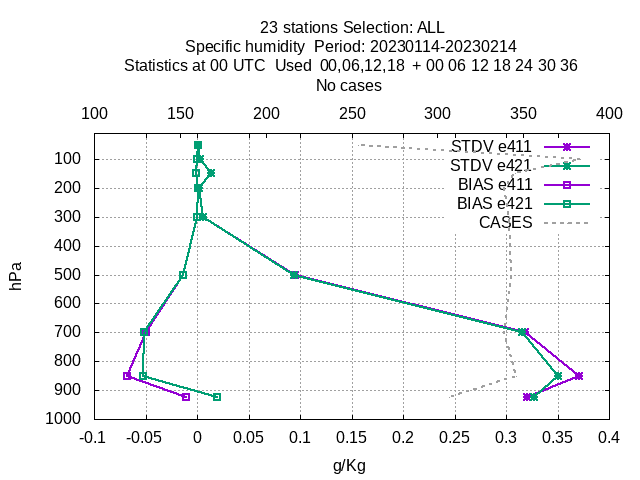 23 stations Selection: ALL
Specific humidity  Period: 20230114-20230214
Statistics at 00 UTC  Used  00,06,12,18  + 00 06 12 18 24 30 36
No cases
100 150 200 250 300 350 400
STDV e411
STDV e421
BIAS e411
BIAS e421
CASES
100
200
300
400
500
600
700
800
900
1000
hPa
-0.1 -0.05 0 0.05 0.1 0.15 0.2 0.25 0.3 0.35 0.4
g/Kg